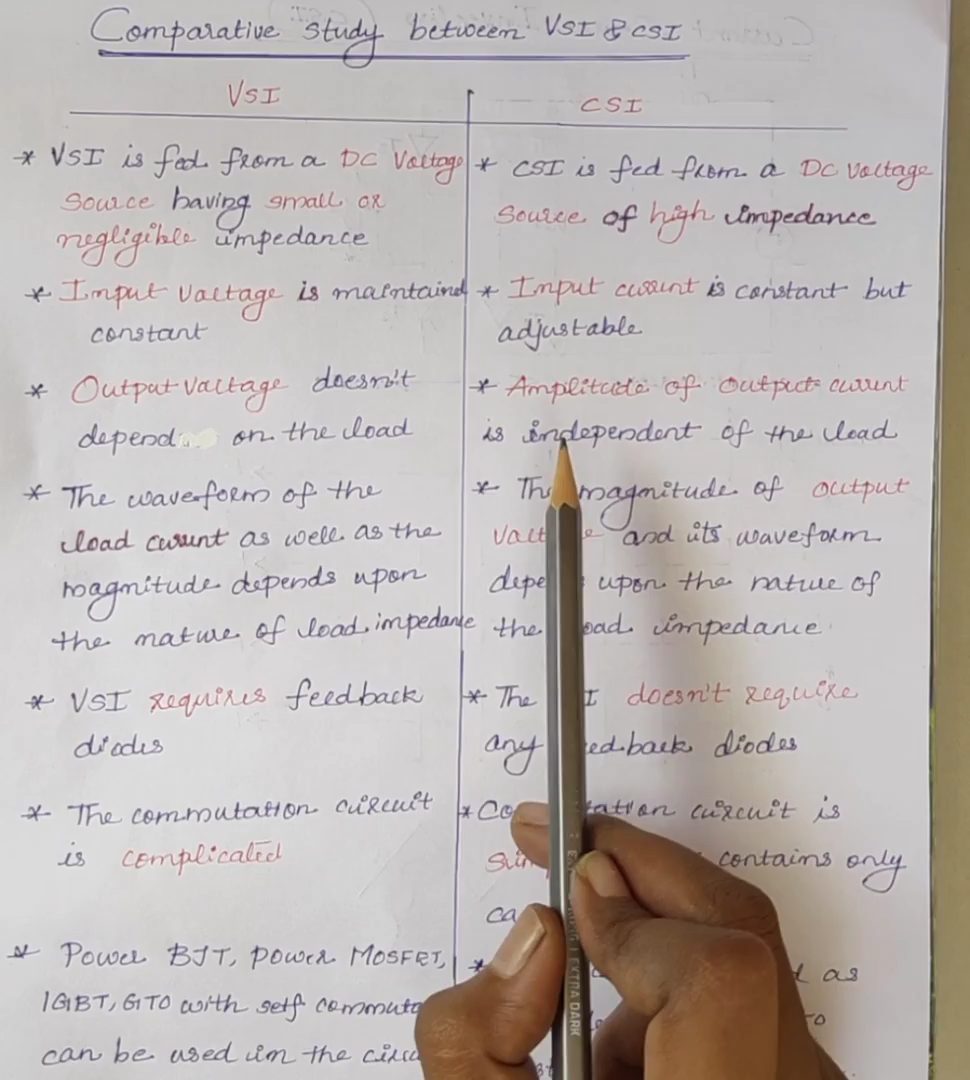 Comparative study between VSI & CSI
VSI
CSI
* VSI is fed from a DC Voltage
source having small or
negligible impedance
* Input Voltage is maintaind
constant
* Output voltage doesn't
depend on the load
* The waveform of the
load current as well as the
magnitude depends upon
the nature of load impedance
* VSI requires feedback
diodes
* The commutation circuit
is complicated
* Power BJT, power MOSFET,
IGBT, GTO with self commuta
can be used in the circu
* CSI is fed from a DC voltage
source of high impedance
* Input current is constant but
adjustable
* Amplitude of output current
is independent of the load
* The magnitude of output
and its waveform
upon the nature of
the load impedance
* The doesn't require
any feedback diodes
* circuit is
contains only
as